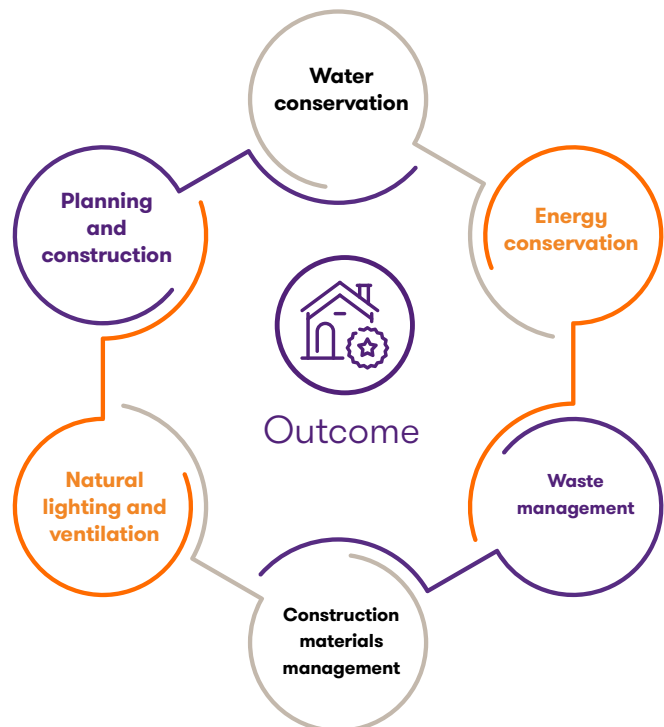 Water
conservation
Planning
and
construction
Energy
conservation
Outcome
Natural
lighting and
ventilation
Waste
management
Construction
materials
management